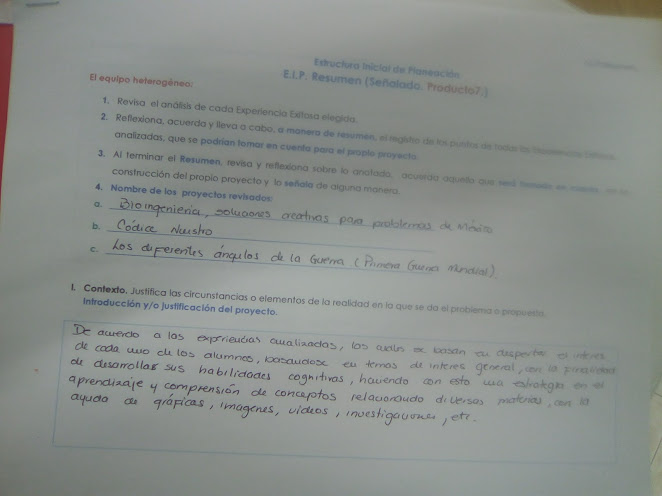 Estructura Inicial de Planeación
E.I.P. Resumen (Señalado. Producto7.)
El equipo heterogéneo:
1. Revisa el análisis de cada Experiencia Exitosa elegida.
2. Reflexiona, acuerda y lleva a cabo, a manera de resumen, el registro de los puntos de todas las Experiencias Exitosas
analizadas, que se podrían tomar en cuenta para el propio proyecto.
3. Al terminar el Resumen, revisa y reflexiona sobre lo anotado, acuerda aquello que será tomado en cuenta, en la
construcción del propio proyecto y lo señala de alguna manera.
4. Nombre de los proyectos revisados:
a. Bioingenieria, soluciones creativas para problemas de México
b. Códice Nuestro
c. Los diferentes ángulos de la Guerra (Primera Guerra Mundial).
I. Contexto. Justifica las circunstancias o elementos de la realidad en la que se da el problema o propuesta.
Introducción y/o justificación del proyecto.
De acuerdo a las experiencias analizadas, los cuales se basan en despertar el interes
de cada uno de los alumnos, basandose en temas de interes general, con la finalidad
de desarrollar sus habilidades cognitivas, haciendo con esto una estrategia en el
aprendizaje y comprensión de conceptos relacionando diversas materias, con la
ayuda de gráficas, imagenes, videos, investigaciones, etc.